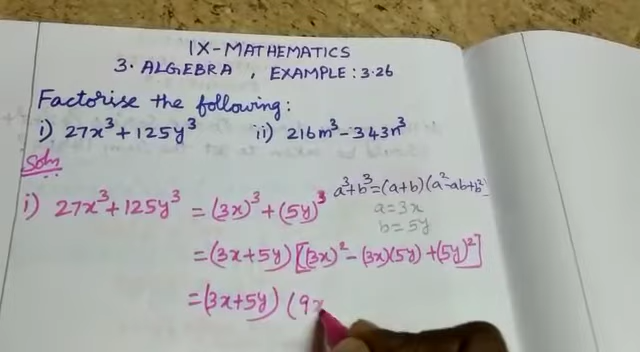 IX-MATHEMATICS
3. ALGEBRA, EXAMPLE: 3.26
Factorise the following:
i) 27x³+125y³ ii) 216m³-343n³
Soln
i) 27x³+125y³ = (3x)³+(5y)³
a³+b³=(a+b)(a²-ab+b²)
a=3x
b=5y
=(3x+5y)[(3x)²-(3x)(5y)+(5y)²]
=(3x+5y)(9x